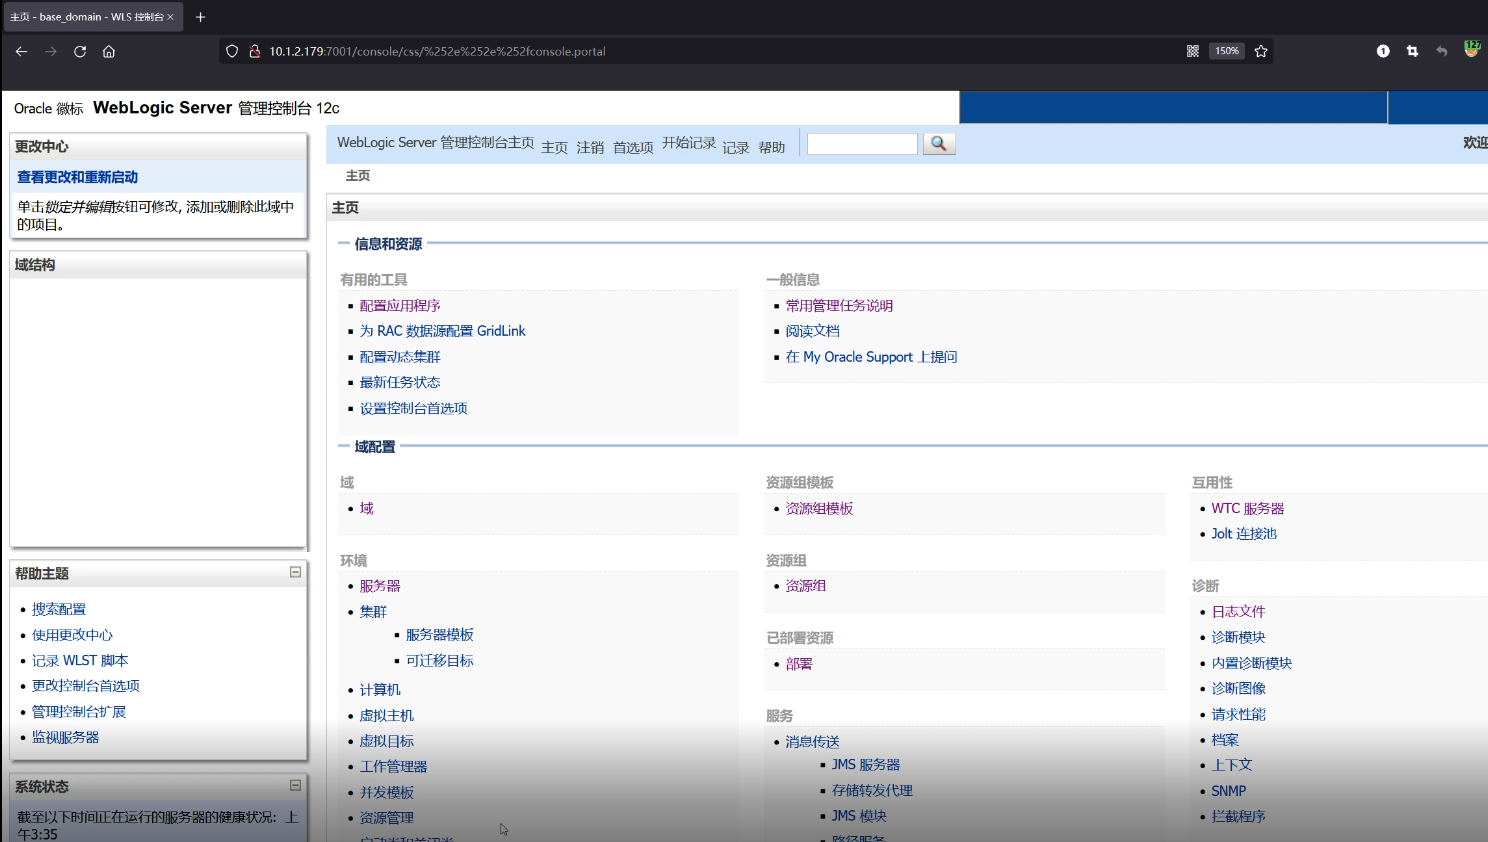 主页 - base_domain - WLS 控制台
10.1.2.179:7001/console/css/%252e%252e%252fconsole.portal
150%
1
127
Oracle 徽标 WebLogic Server 管理控制台 12c
更改中心
查看更改和重新启动
单击锁定并编辑按钮可修改, 添加或删除此域中
的项目。
域结构
帮助主题
搜索配置
使用更改中心
记录 WLST 脚本
更改控制台首选项
管理控制台扩展
监视服务器
系统状态
截至以下时间正在运行的服务器的健康状况: 上
午3:35
WebLogic Server 管理控制台主页 主页 注销 首选项 开始记录 记录 帮助
欢迎
主页
主页
信息和资源
有用的工具
配置应用程序
为 RAC 数据源配置 GridLink
配置动态集群
最新任务状态
设置控制台首选项
一般信息
常用管理任务说明
阅读文档
在 My Oracle Support 上提问
域配置
域
域
环境
服务器
集群
服务器模板
可迁移目标
计算机
虚拟主机
虚拟目标
工作管理器
并发模板
资源管理
资源组模板
资源组模板
资源组
资源组
已部署资源
部署
服务
消息传送
JMS 服务器
存储转发代理
JMS 模块
互用性
WTC 服务器
Jolt 连接池
诊断
日志文件
诊断模块
内置诊断模块
诊断图像
请求性能
档案
上下文
SNMP
拦截程序